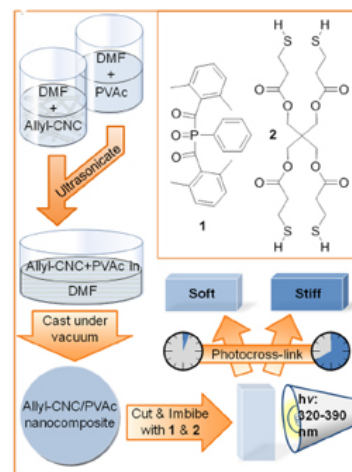 DMF
+
PVAc
DMF
+
Allyl-CNC
Ultrasonicate
Allyl-CNC+PVAc In
DMF
Cast under
vacuum
Allyl-CNC/PVAc
nanocomposite
Cut & Imbibe
with 1 & 2
O=P
O
O
1
H
S
H
S
O
O
O
O
2
O
O
O
O
S
H
S
H
Soft
Stiff
Photocross-link
hν:
320-390
nm